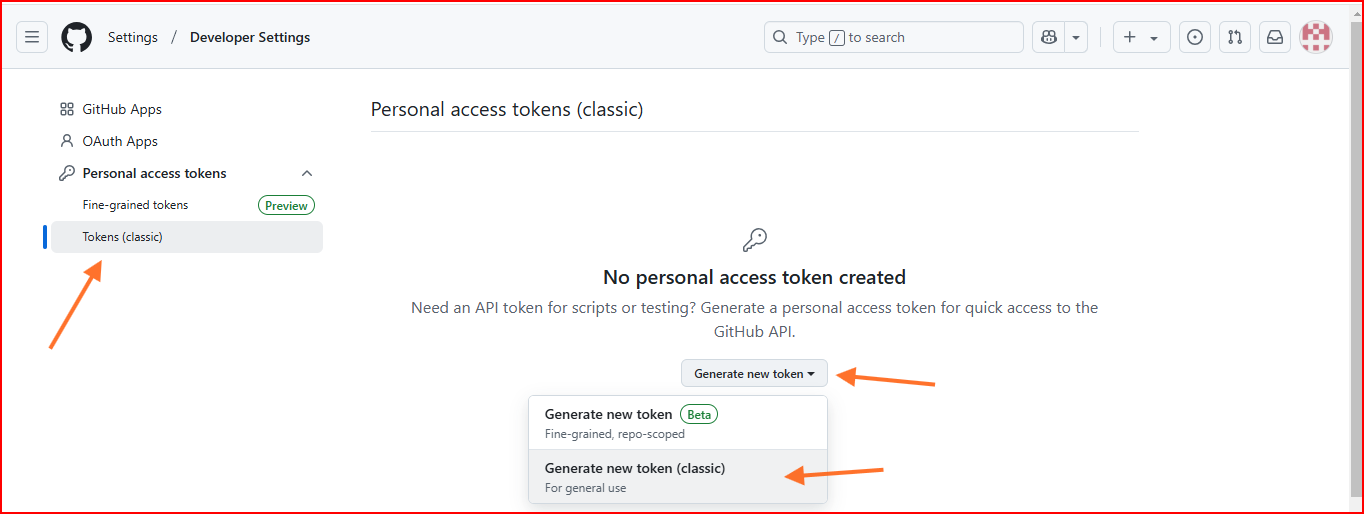 Settings / Developer Settings
Type / to search
GitHub Apps
OAuth Apps
Personal access tokens
Fine-grained tokens Preview
Tokens (classic)
Personal access tokens (classic)
No personal access token created
Need an API token for scripts or testing? Generate a personal access token for quick access to the
GitHub API.
Generate new token
Generate new token Beta
Fine-grained, repo-scoped
Generate new token (classic)
For general use